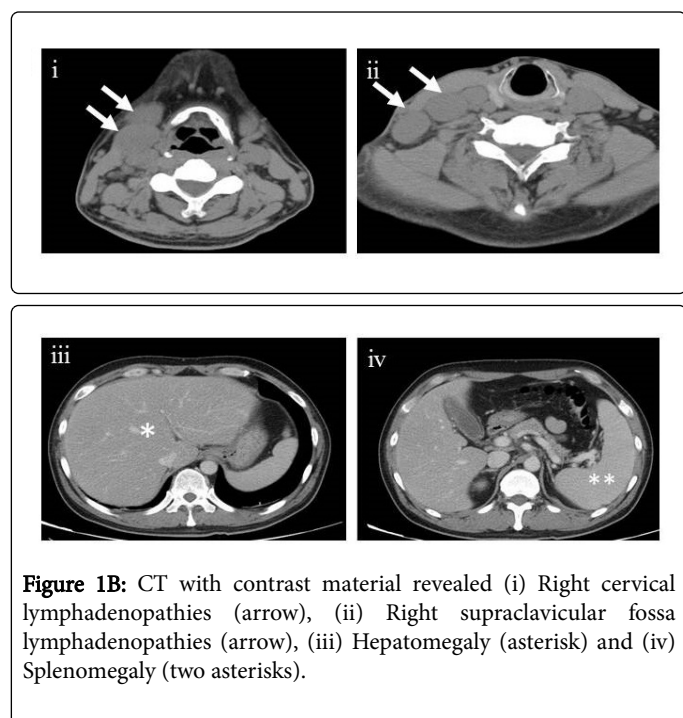 i
ii
iii
*
iv
**
Figure 1B: CT with contrast material revealed (i) Right cervical
lymphadenopathies (arrow), (ii) Right supraclavicular fossa
lymphadenopathies (arrow), (iii) Hepatomegaly (asterisk) and (iv)
Splenomegaly (two asterisks).